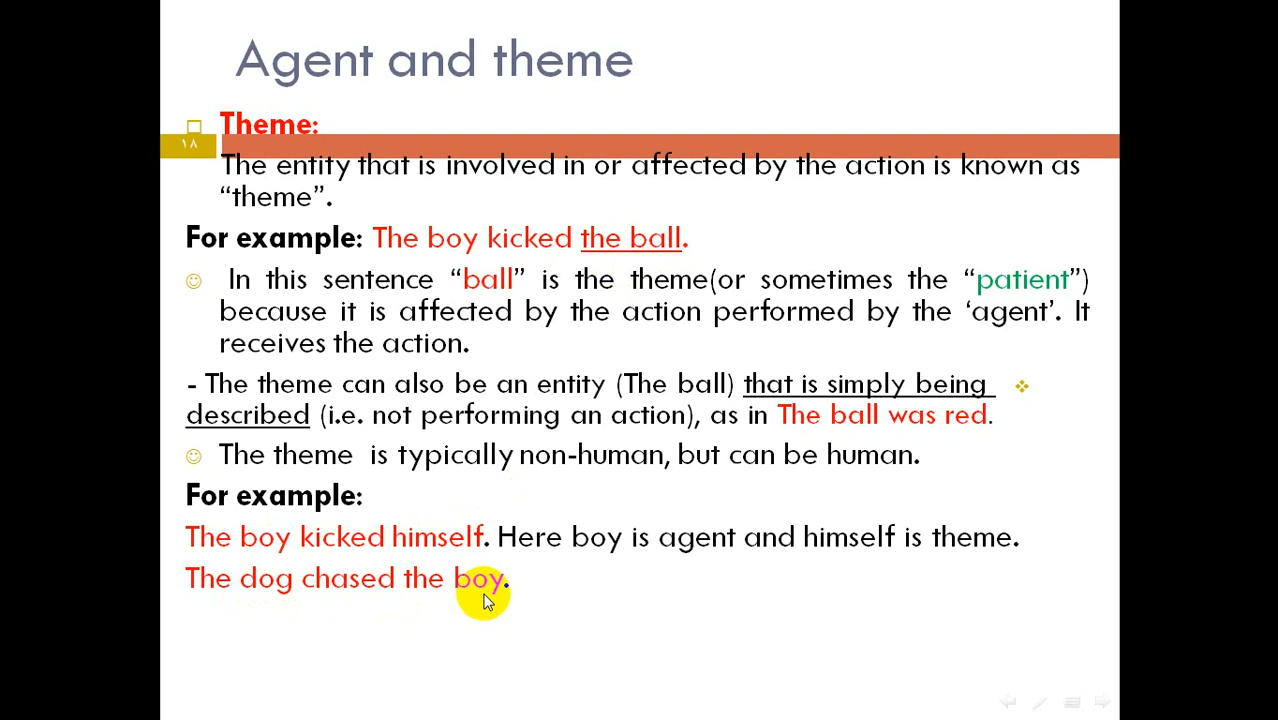 Agent and theme
Theme:
١٨
The entity that is involved in or affected by the action is known as
“theme”.
For example: The boy kicked the ball.
In this sentence “ball” is the theme(or sometimes the “patient”)
because it is affected by the action performed by the ‘agent’. It
receives the action.
- The theme can also be an entity (The ball) that is simply being
described (i.e. not performing an action), as in The ball was red.
The theme is typically non-human, but can be human.
For example:
The boy kicked himself. Here boy is agent and himself is theme.
The dog chased the boy.